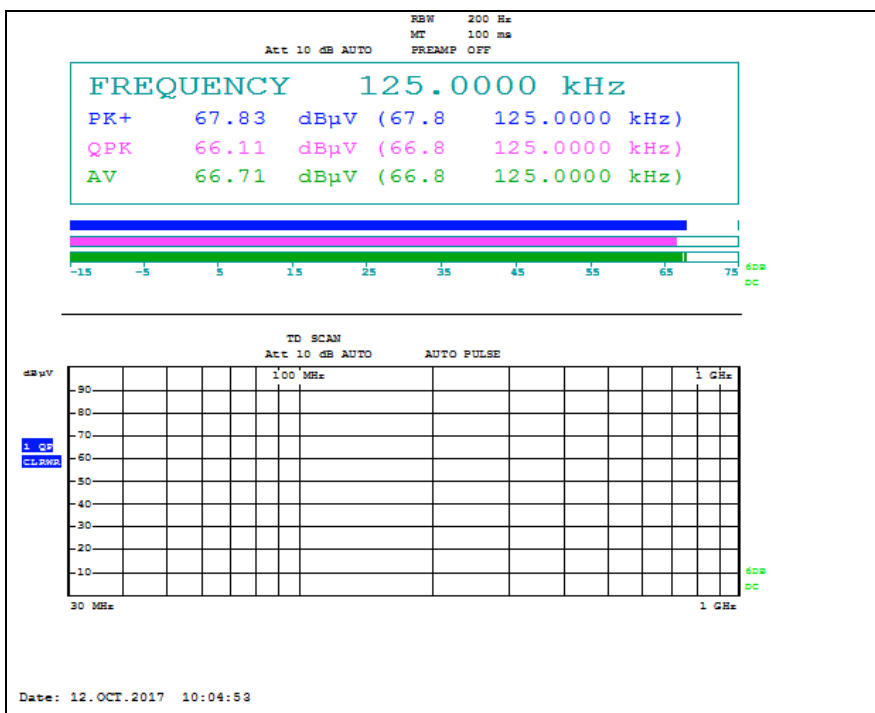 RBW 200 Hz
MT 100 ms
Att 10 dB AUTO PREAMP OFF
FREQUENCY 125.0000 kHz
PK+ 67.83 dBµV (67.8 125.0000 kHz)
QPK 66.11 dBµV (66.8 125.0000 kHz)
AV 66.71 dBµV (66.8 125.0000 kHz)
-15 -5 5 15 25 35 45 55 65 75
6DB
DC
TD SCAN
Att 10 dB AUTO AUTO PULSE
dBµV
100 MHz 1 GHz
90
80
70
1 QP
CLRWR
60
50
40
30
20
10
6DB
DC
30 MHz 1 GHz
Date: 12.OCT.2017 10:04:53